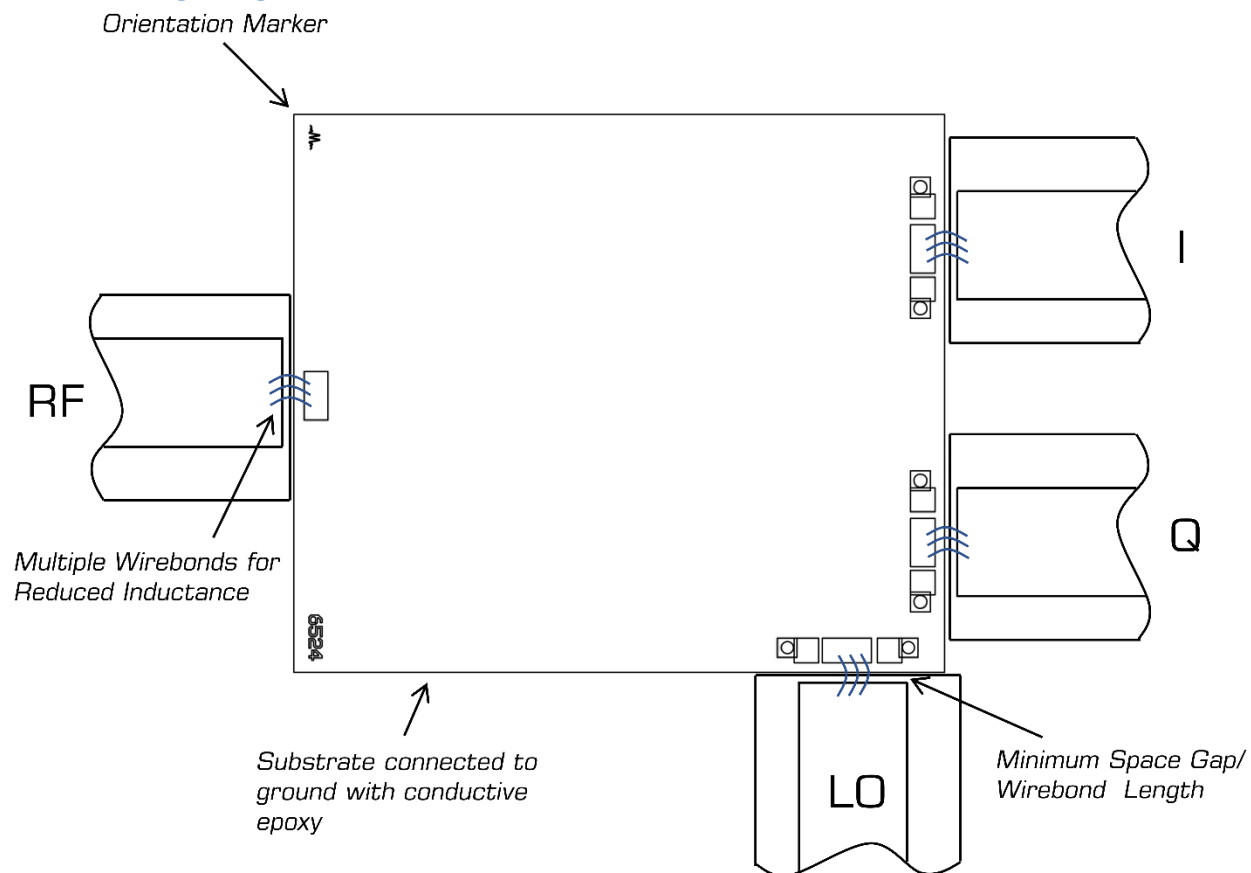 Orientation Marker
I
RF
Q
Multiple Wirebonds for
Reduced Inductance
6524
Substrate connected to
ground with conductive
epoxy
LO
Minimum Space Gap/
Wirebond Length